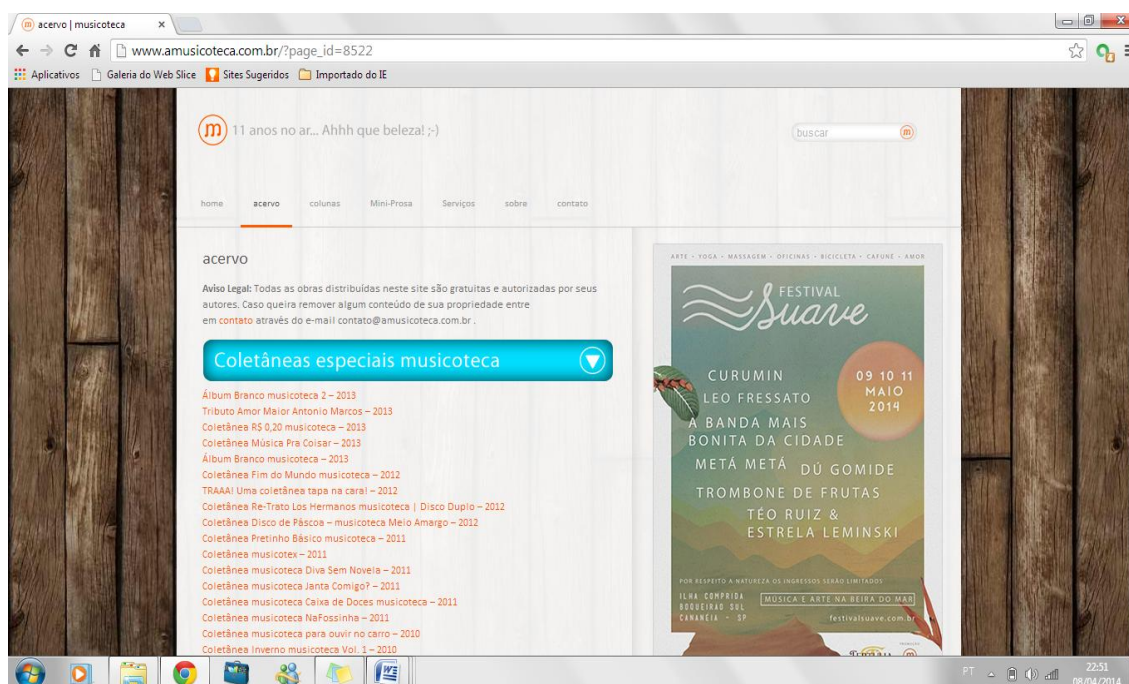 acervo | musicoteca
www.amusicoteca.com.br/?page_id=8522
Aplicativos Galeria do Web Slice Sites Sugeridos Importado do IE
m 11 anos no ar... Ahhh que beleza! ;-)
buscar
m
home acervo colunas Mini-Prosa Serviços sobre contato
acervo
Aviso Legal: Todas as obras distribuídas neste site são gratuitas e autorizadas por seus
autores. Caso queira remover algum conteúdo de sua propriedade entre
em contato através do e-mail contato@amusicoteca.com.br .
Coletâneas especiais musicoteca
Álbum Branco musicoteca 2 – 2013
Tributo Amor Maior Antonio Marcos – 2013
Coletânea R$ 0,20 musicoteca – 2013
Coletânea Música Pra Coisar – 2013
Álbum Branco musicoteca – 2013
Coletânea Fim do Mundo musicoteca – 2012
TRAAA! Uma coletânea tapa na cara! – 2012
Coletânea Re-Trato Los Hermanos musicoteca | Disco Duplo – 2012
Coletânea Disco de Páscoa – musicoteca Meio Amargo – 2012
Coletânea Pretinho Básico musicoteca – 2011
Coletânea musicotex – 2011
Coletânea musicoteca Diva Sem Novela – 2011
Coletânea musicoteca Janta Comigo? – 2011
Coletânea musicoteca Caixa de Doces musicoteca – 2011
Coletânea musicoteca NaFossinha – 2011
Coletânea musicoteca para ouvir no carro – 2010
Coletânea Inverno musicoteca Vol. 1 – 2010
ARTE - YOGA - MASSAGEM - OFICINAS - BICICLETA - CAFUNÉ - AMOR
FESTIVAL
Suave
CURUMIN
LEO FRESSATO
A BANDA MAIS
BONITA DA CIDADE
METÁ METÁ DÚ GOMIDE
TROMBONE DE FRUTAS
TÉO RUIZ &
ESTRELA LEMINSKI
09 10 11
MAIO
2014
POR RESPEITO A NATUREZA OS INGRESSOS SERÃO LIMITADOS
ILHA COMPRIDA
BOQUEIRÃO SUL
CANANÉIA - SP
MÚSICA E ARTE NA BEIRA DO MAR
festivalsuave.com.br
PT
22:51
08/04/2014